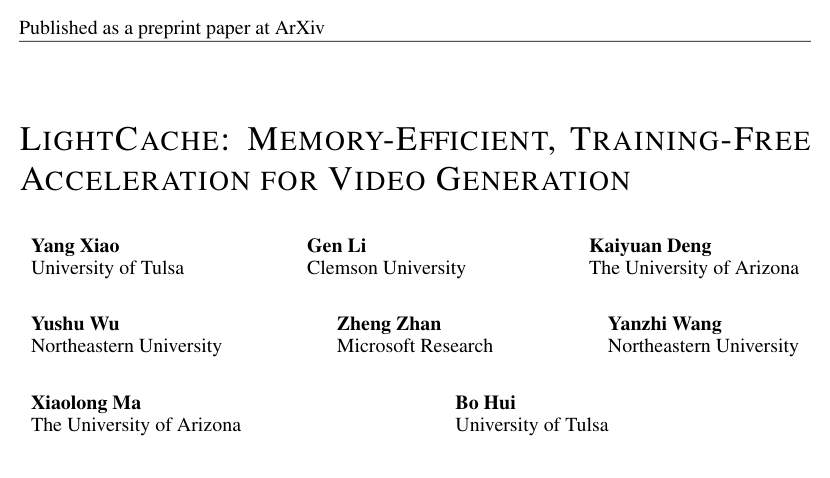 Published as a preprint paper at ArXiv
LIGHTCACHE: MEMORY-EFFICIENT, TRAINING-FREE
ACCELERATION FOR VIDEO GENERATION
Yang Xiao Gen Li Kaiyuan Deng
University of Tulsa Clemson University The University of Arizona
Yushu Wu Zheng Zhan Yanzhi Wang
Northeastern University Microsoft Research Northeastern University
Xiaolong Ma Bo Hui
The University of Arizona University of Tulsa